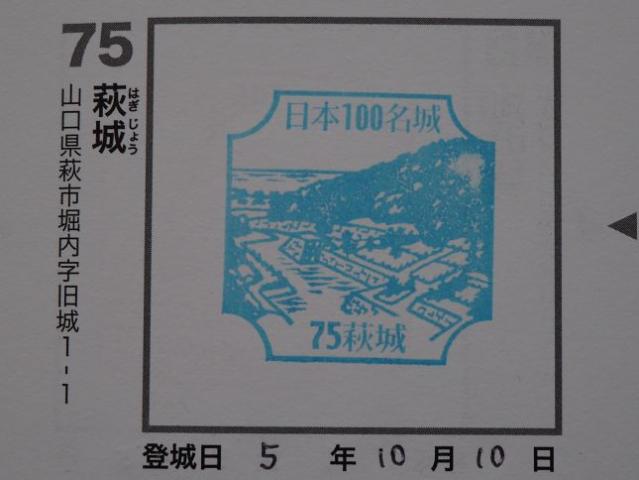 75
萩城
はぎ じょう
山口県萩市堀内字旧城1-1
日本100名城
75萩城
登城日 5 年 10 月 10 日